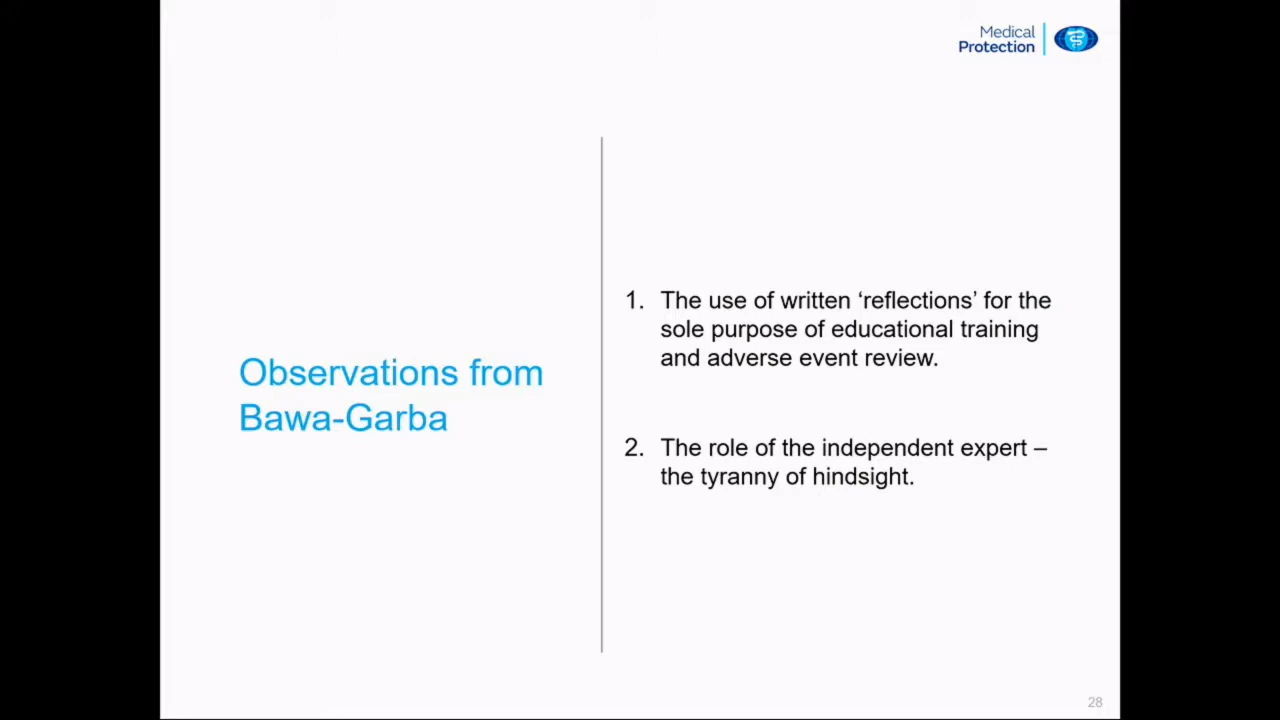 Medical
Protection
Observations from
Bawa-Garba
1. The use of written ‘reflections’ for the
sole purpose of educational training
and adverse event review.
2. The role of the independent expert –
the tyranny of hindsight.
28